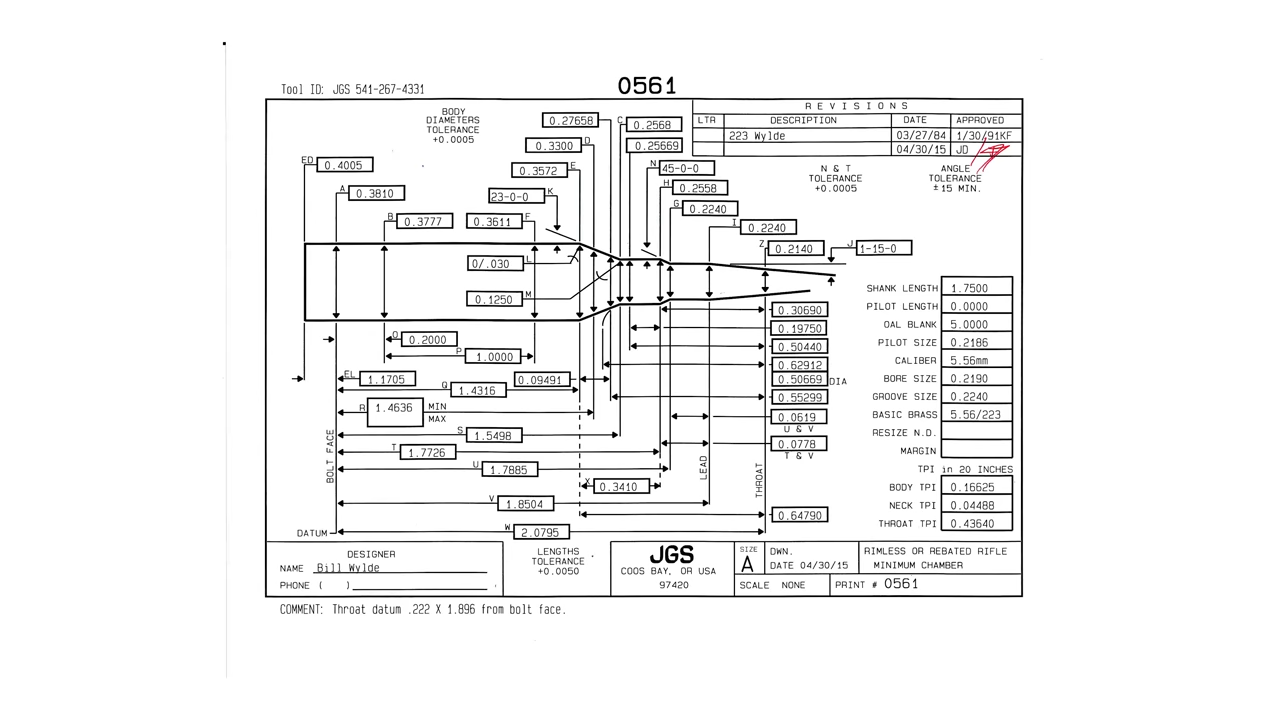 Tool ID: JGS 541-267-4331
0561
REVISIONS
LTR DESCRIPTION DATE APPROVED
223 Wylde 03/27/84 1/30/91KF
04/30/15 JD
BODY
DIAMETERS
TOLERANCE
+0.0005
N & T
TOLERANCE
+0.0005
ANGLE
TOLERANCE
±15 MIN.
0.27658
C 0.2568
0.3300 D
0.25669
ED 0.4005
0.3572 E
N 45-0-0
A 0.3810
23-0-0 K
H 0.2558
G 0.2240
B 0.3777
0.3611 F
I 0.2240
Z 0.2140
J 1-15-0
0/.030 L
0.1250 M
0.30690
0.19750
O 0.2000
0.50440
P 1.0000
0.62912
EL 1.1705
0.09491
0.50669 DIA
Q 1.4316
0.55299
R 1.4636 MIN
MAX
0.0619
U & V
S 1.5498
0.0778
T & V
T 1.7726
U 1.7885
X 0.3410
V 1.8504
0.64790
W 2.0795
BOLT FACE
LEAD
THROAT
DATUM
SHANK LENGTH 1.7500
PILOT LENGTH 0.0000
OAL BLANK 5.0000
PILOT SIZE 0.2186
CALIBER 5.56mm
BORE SIZE 0.2190
GROOVE SIZE 0.2240
BASIC BRASS 5.56/223
RESIZE N.D.
MARGIN
TPI in 20 INCHES
BODY TPI 0.16625
NECK TPI 0.04488
THROAT TPI 0.43640
DESIGNER
NAME Bill Wylde
PHONE ( )
LENGTHS
TOLERANCE
+0.0050
JGS
COOS BAY, OR USA
97420
SIZE
A
DWN.
DATE 04/30/15
RIMLESS OR REBATED RIFLE
MINIMUM CHAMBER
SCALE NONE
PRINT # 0561
COMMENT: Throat datum .222 X 1.896 from bolt face.